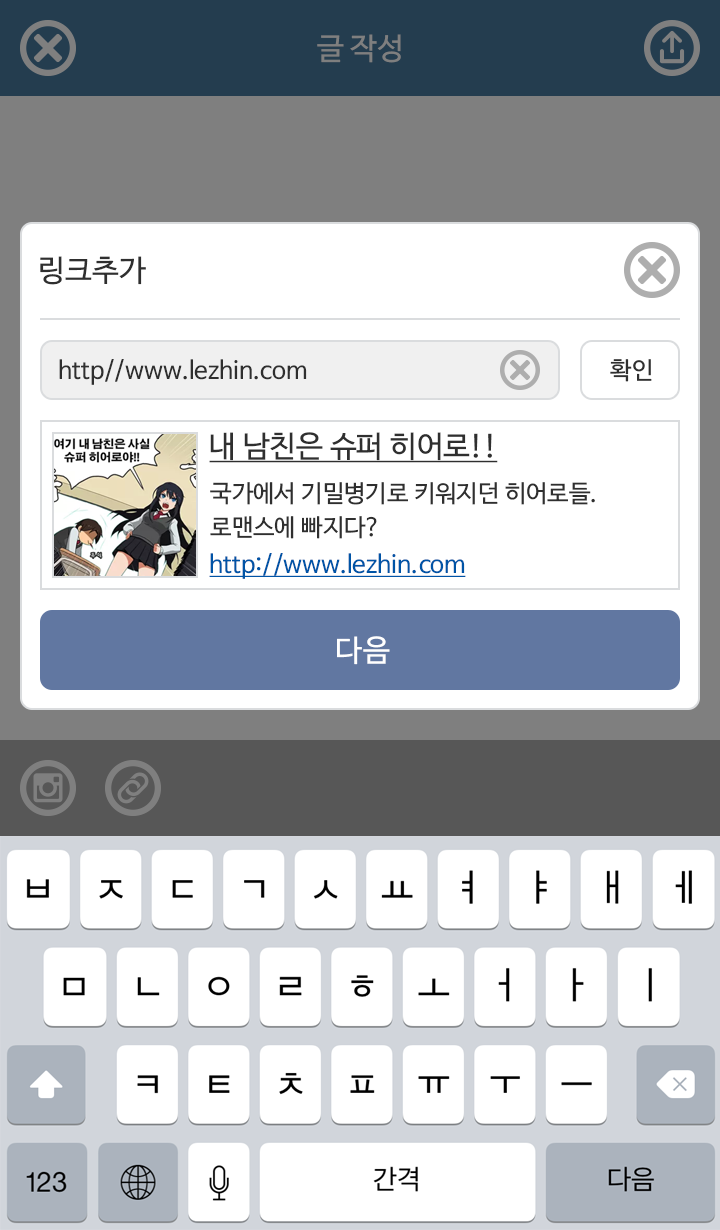 글 작성
링크추가
http//www.lezhin.com
확인
여기 내 남친은 사실
슈퍼 히어로야!!
내 남친은 슈퍼 히어로!!
국가에서 기밀병기로 키워지던 히어로들.
로맨스에 빠지다?
http://www.lezhin.com
다음
ㅂ ㅈ ㄷ ㄱ ㅅ ㅛ ㅕ ㅑ ㅐ ㅔ
ㅁ ㄴ ㅇ ㄹ ㅎ ㅗ ㅓ ㅏ ㅣ
ㅋ ㅌ ㅊ ㅍ ㅠ ㅜ ㅡ
123 간격 다음